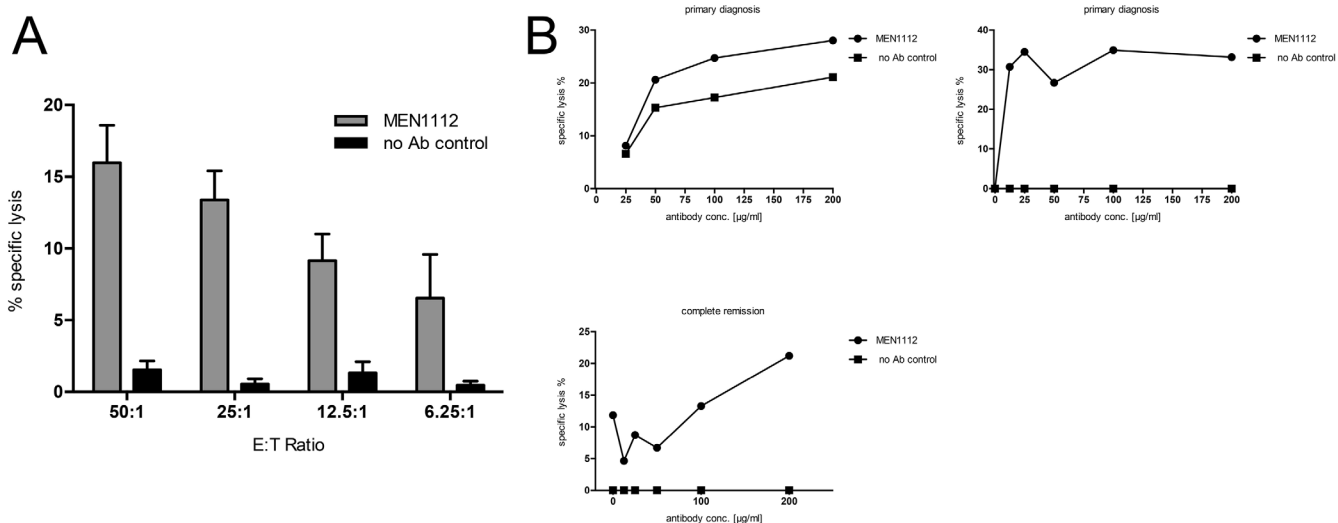 A
% specific lysis
20
15
10
5
0
MEN1112
no Ab control
50:1
25:1
12.5:1
6.25:1
E:T Ratio
B
primary diagnosis
specific lysis %
30
20
10
0
MEN1112
no Ab control
0 25 50 75 100 125 150 175 200
antibody conc. [µg/ml]
primary diagnosis
specific lysis %
40
30
20
10
0
MEN1112
no Ab control
0 25 50 75 100 125 150 175 200
antibody conc. [µg/ml]
complete remission
specific lysis %
25
20
15
10
5
0
MEN1112
no Ab control
0 100 200
antibody conc. [µg/ml]